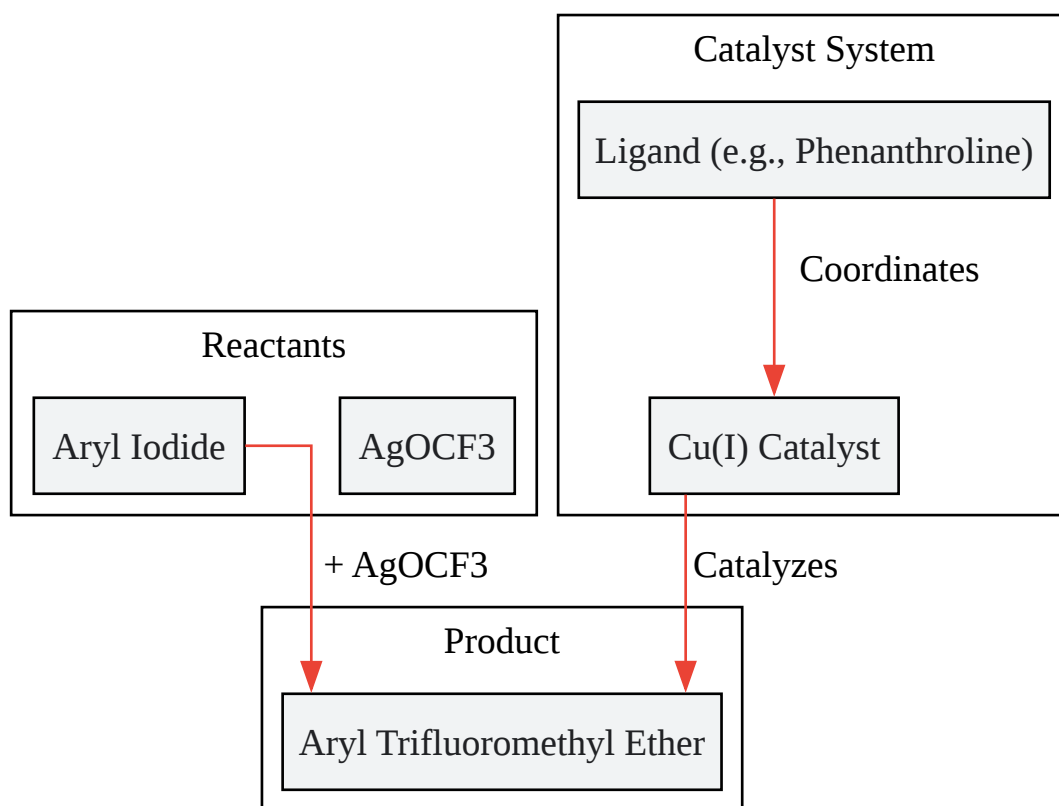 Catalyst System
Ligand (e.g., Phenanthroline)
Coordinates
Reactants
Aryl Iodide
AgOCF3
Cu(I) Catalyst
+ AgOCF3
Catalyzes
Product
Aryl Trifluoromethyl Ether